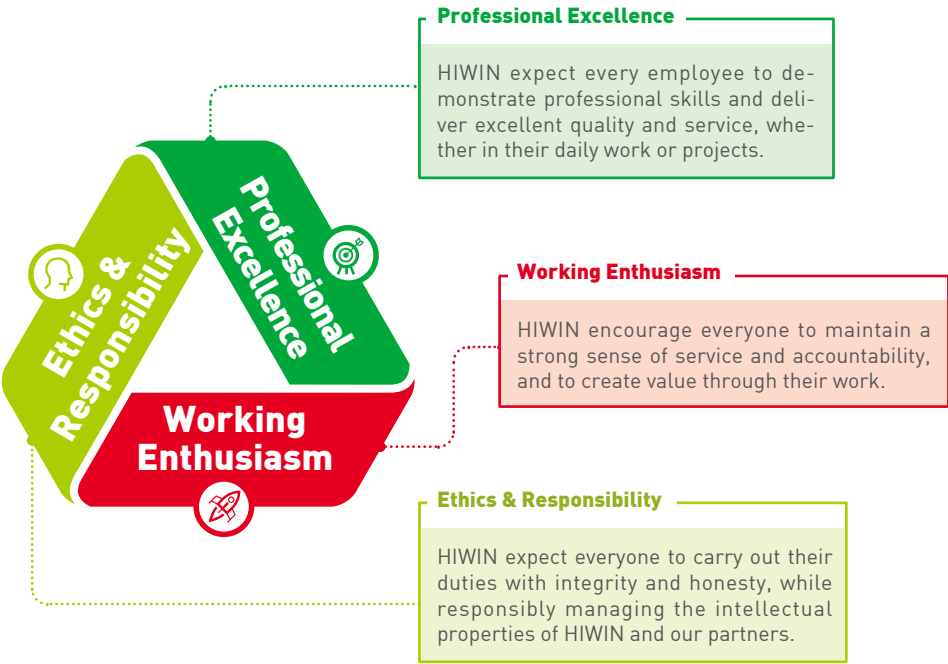 Professional Excellence
HIWIN expect every employee to de-
monstrate professional skills and deli-
ver excellent quality and service, whe-
ther in their daily work or projects.
Professional
Excellence
Ethics &
Responsibility
Working
Enthusiasm
Working Enthusiasm
HIWIN encourage everyone to maintain a
strong sense of service and accountability,
and to create value through their work.
Ethics & Responsibility
HIWIN expect everyone to carry out their
duties with integrity and honesty, while
responsibly managing the intellectual
properties of HIWIN and our partners.